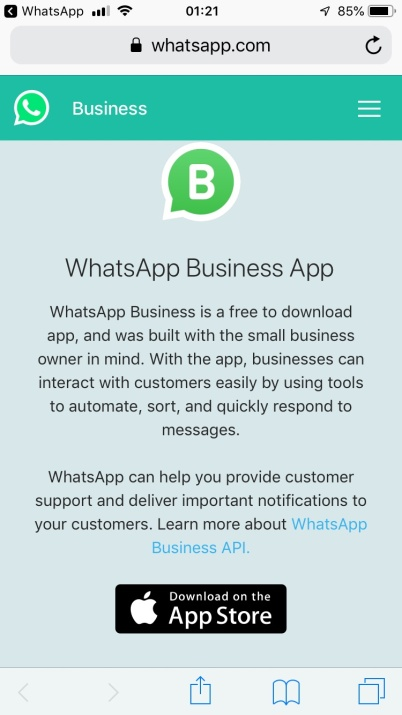 WhatsApp 01:21 85%
whatsapp.com
Business
B
WhatsApp Business App
WhatsApp Business is a free to download
app, and was built with the small business
owner in mind. With the app, businesses can
interact with customers easily by using tools
to automate, sort, and quickly respond to
messages.
WhatsApp can help you provide customer
support and deliver important notifications to
your customers. Learn more about WhatsApp
Business API.
Download on the
App Store